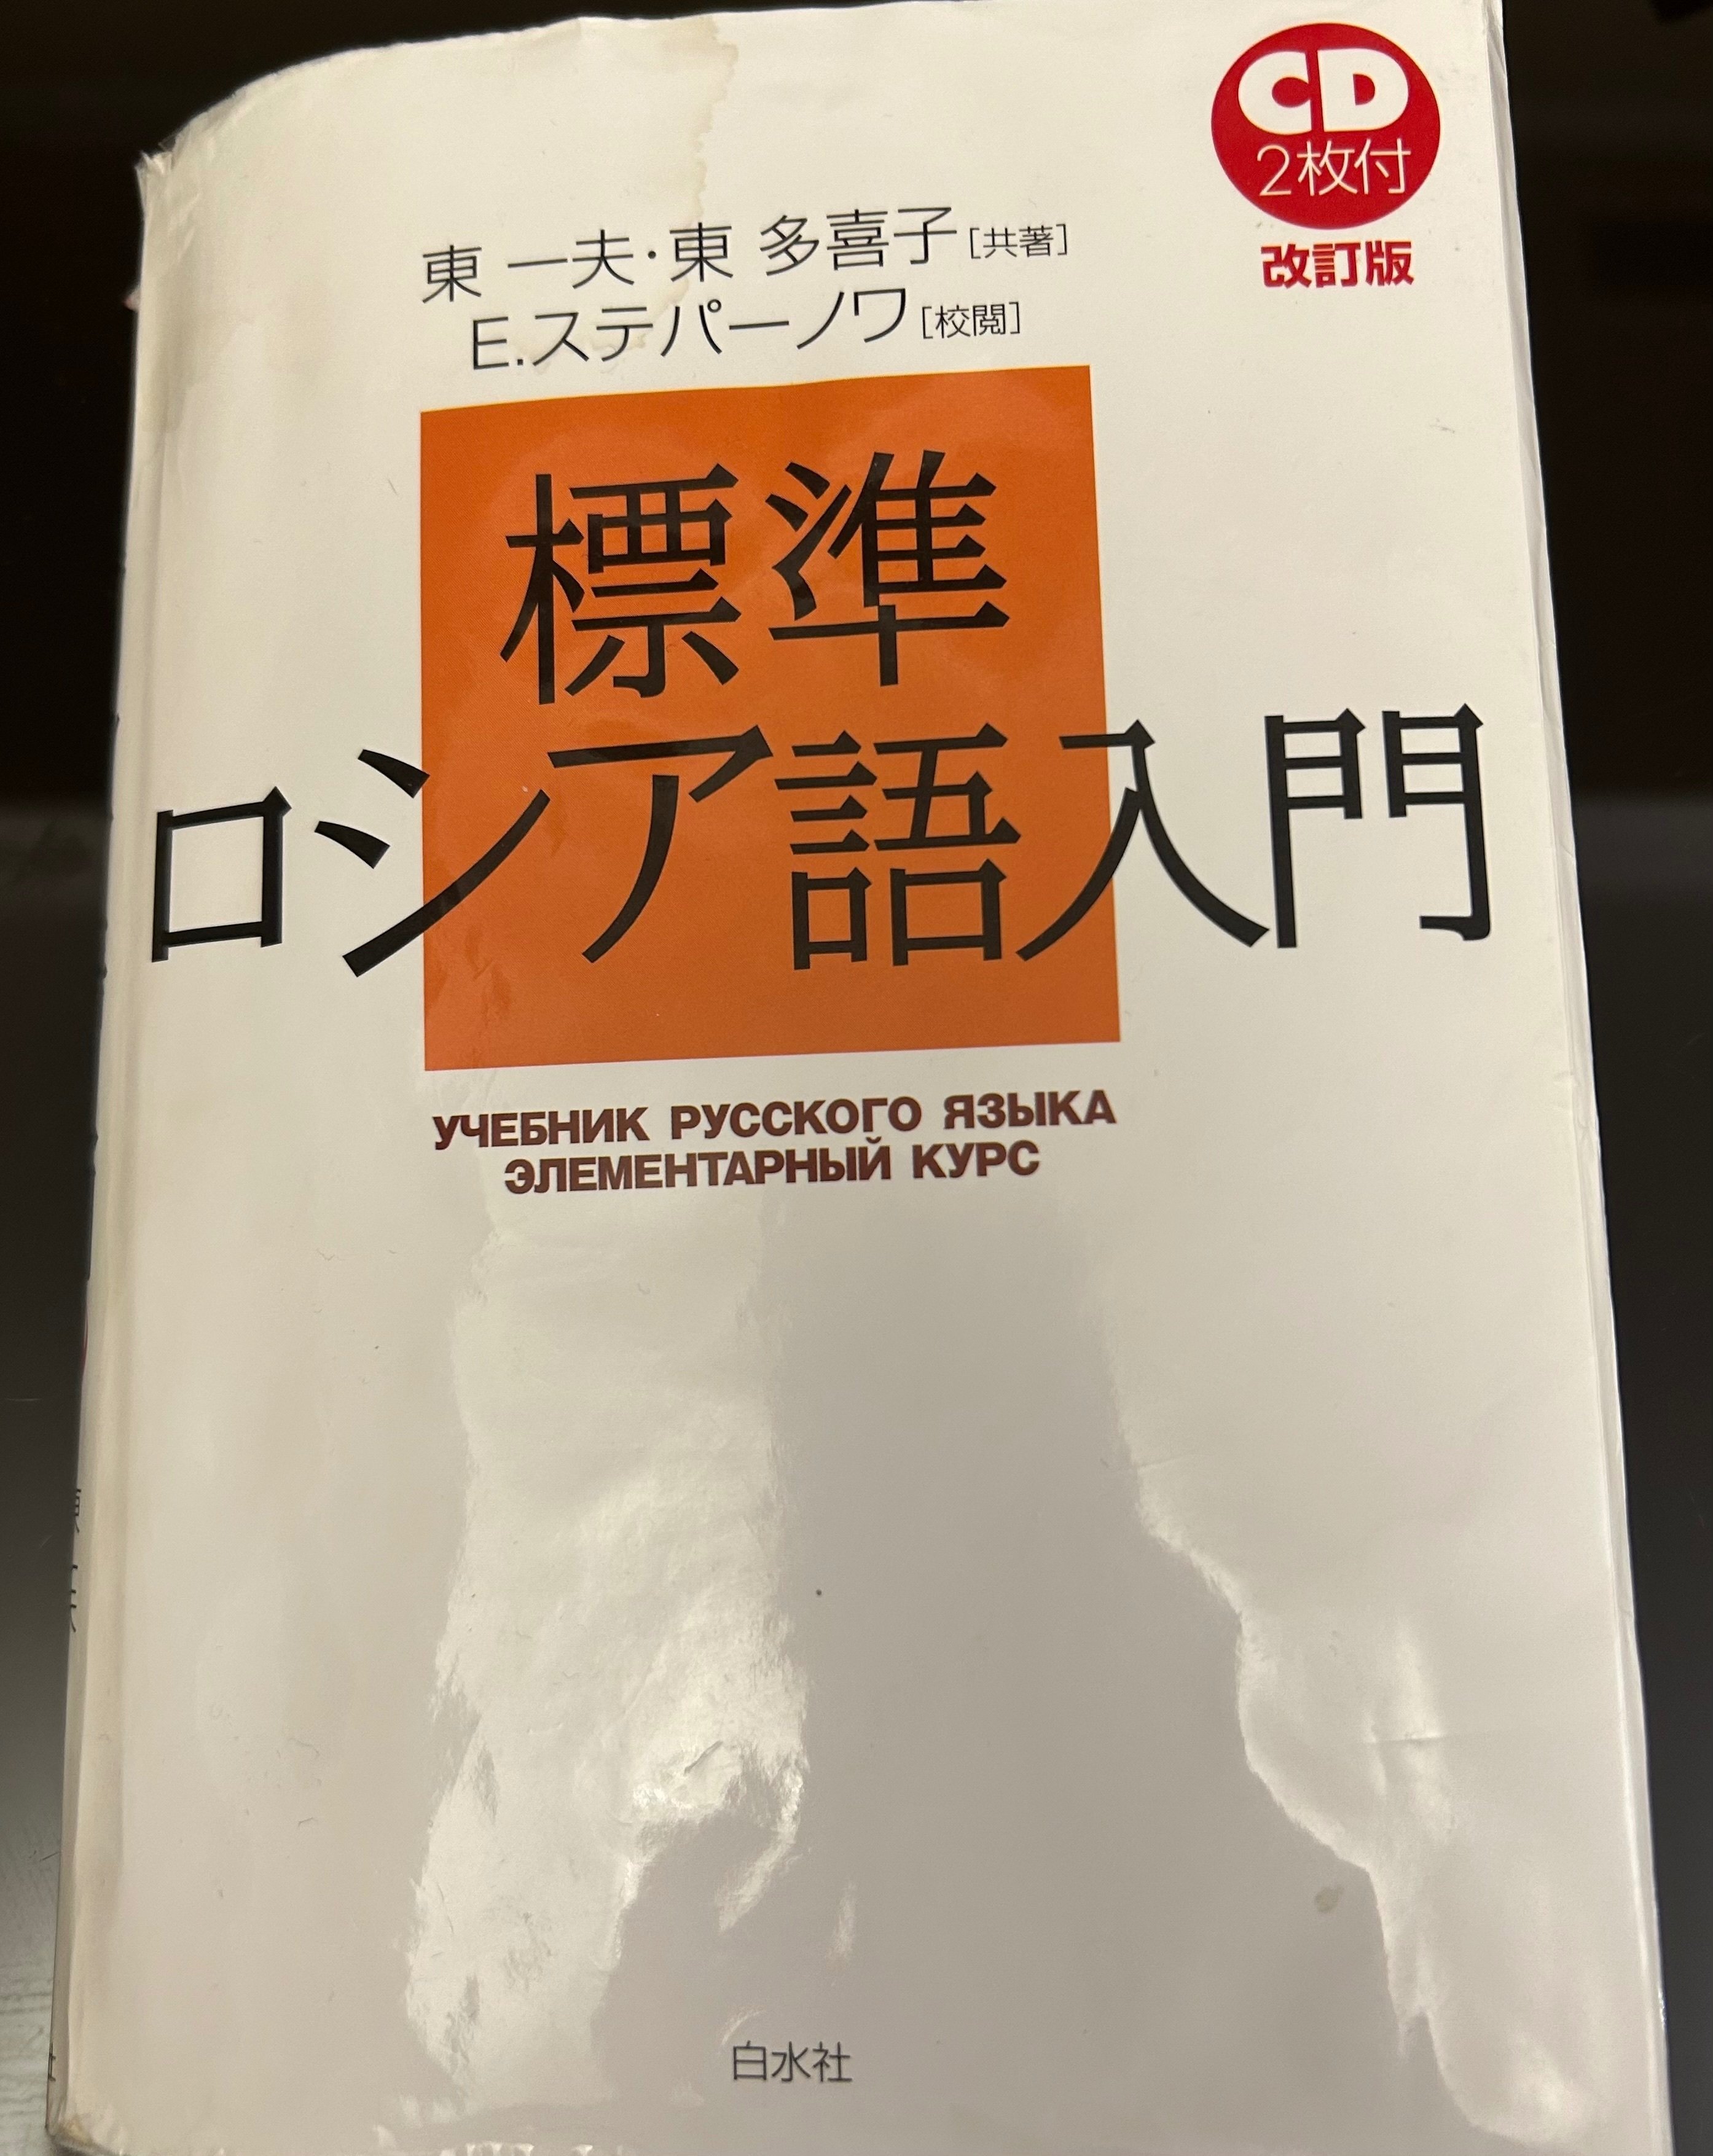 CD
2枚付
改訂版
東 一夫・東 多喜子[共著]
E.ステパーノワ[校閲]
標準
ロシア語入門
УЧЕБНИК РУССКОГО ЯЗЫКА
ЭЛЕМЕНТАРНЫЙ КУРС
白水社